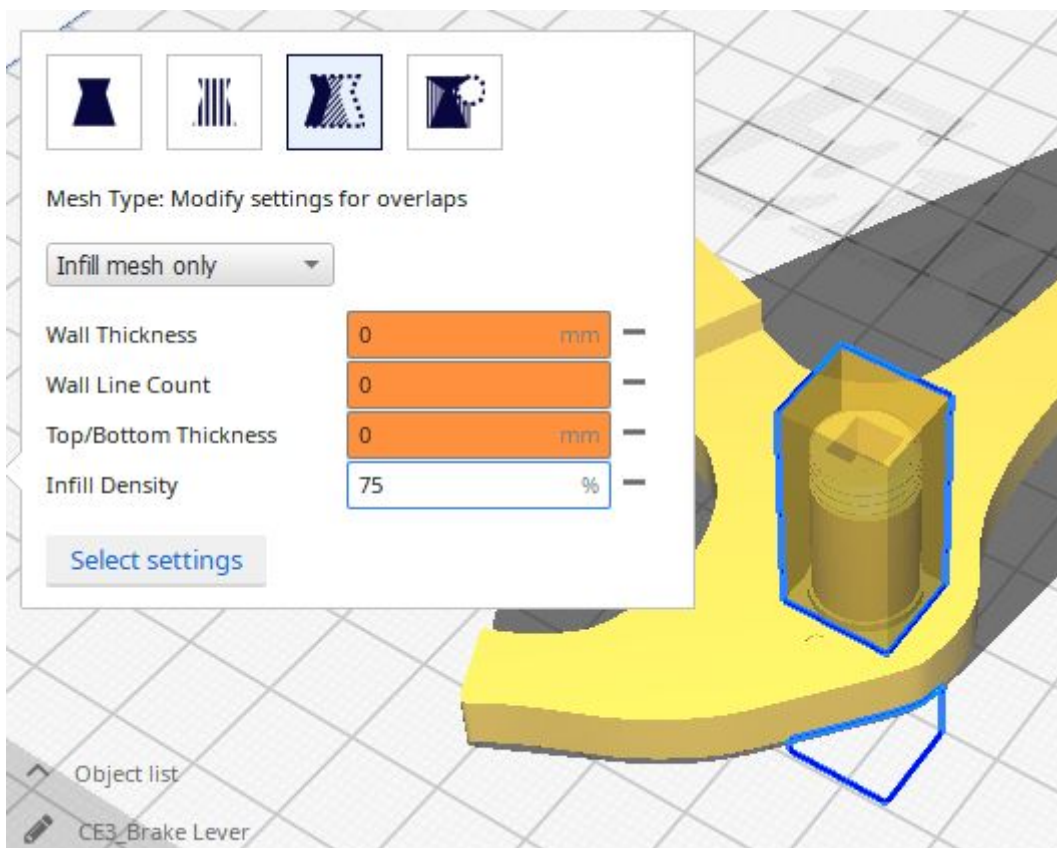 Mesh Type: Modify settings for overlaps
Infill mesh only
Wall Thickness 0 mm
Wall Line Count 0
Top/Bottom Thickness 0 mm
Infill Density 75 %
Select settings
Object list
CE3_Brake Lever